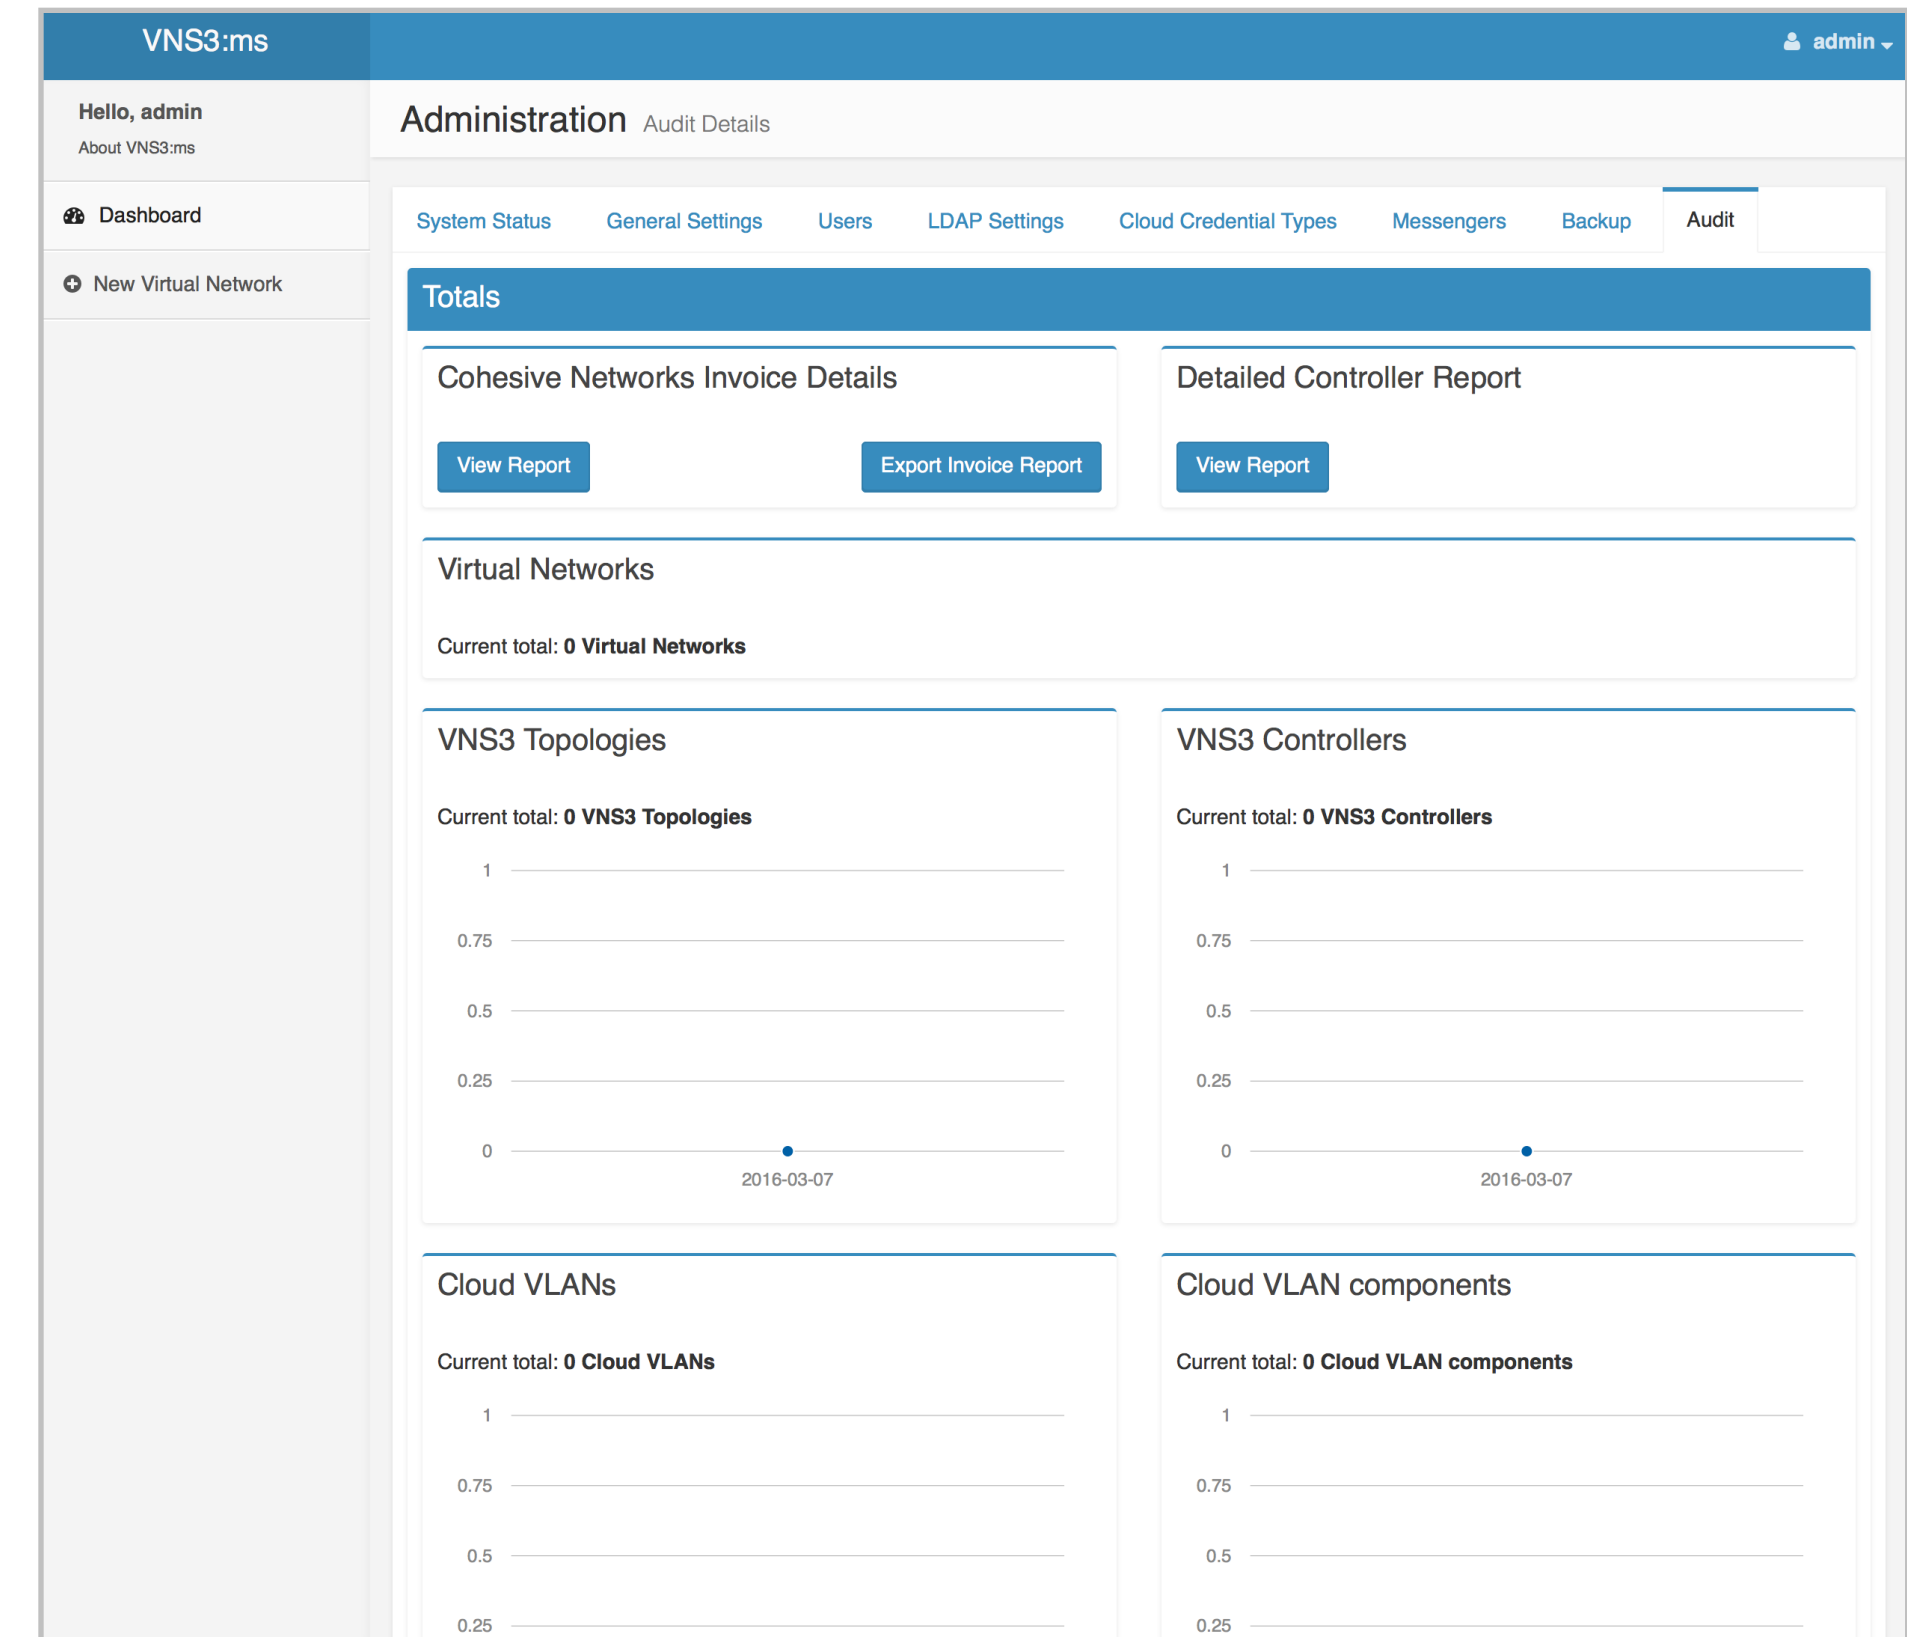 VNS3:ms
admin
Hello, admin
About VNS3:ms
Dashboard
New Virtual Network
Administration Audit Details
System Status General Settings Users LDAP Settings Cloud Credential Types Messengers Backup Audit
Totals
Cohesive Networks Invoice Details
View Report Export Invoice Report
Detailed Controller Report
View Report
Virtual Networks
Current total: 0 Virtual Networks
VNS3 Topologies
Current total: 0 VNS3 Topologies
1
0.75
0.5
0.25
0
2016-03-07
VNS3 Controllers
Current total: 0 VNS3 Controllers
1
0.75
0.5
0.25
0
2016-03-07
Cloud VLANs
Current total: 0 Cloud VLANs
1
0.75
0.5
0.25
Cloud VLAN components
Current total: 0 Cloud VLAN components
1
0.75
0.5
0.25